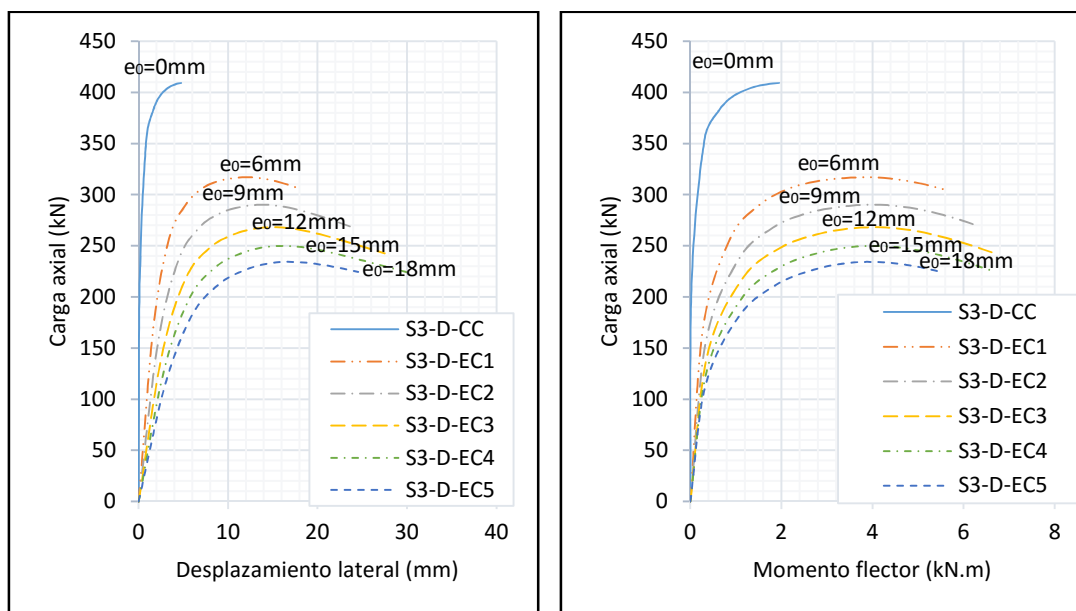 450
400
350
300
250
200
150
100
50
0
Carga axial (kN)
e0=0mm
e0=6mm
e0=9mm
e0=12mm
e0=15mm
e0=18mm
S3-D-CC
S3-D-EC1
S3-D-EC2
S3-D-EC3
S3-D-EC4
S3-D-EC5
0 10 20 30 40
Desplazamiento lateral (mm)
450
400
350
300
250
200
150
100
50
0
Carga axial (kN)
e0=0mm
e0=6mm
e0=9mm
e0=12mm
e0=15mm
e0=18mm
S3-D-CC
S3-D-EC1
S3-D-EC2
S3-D-EC3
S3-D-EC4
S3-D-EC5
0 2 4 6 8
Momento flector (kN.m)